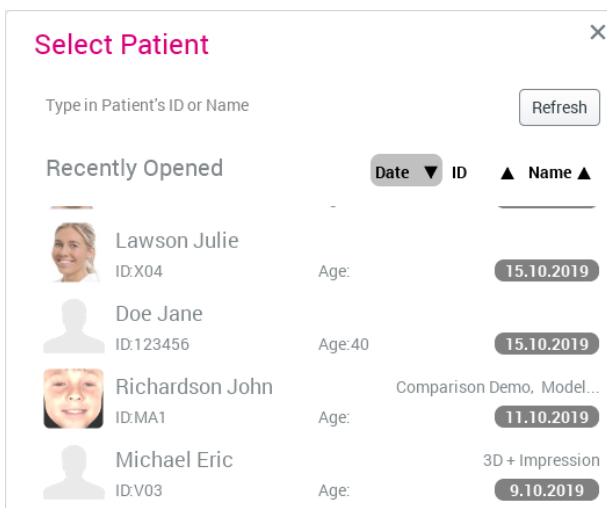 Select Patient
×
Type in Patient's ID or Name
Refresh
Recently Opened
Date ▼ ID ▲ Name ▲
Lawson Julie
ID:X04 Age: 15.10.2019
Doe Jane
ID:123456 Age:40 15.10.2019
Richardson John Comparison Demo, Model...
ID:MA1 Age: 11.10.2019
Michael Eric 3D + Impression
ID:V03 Age: 9.10.2019